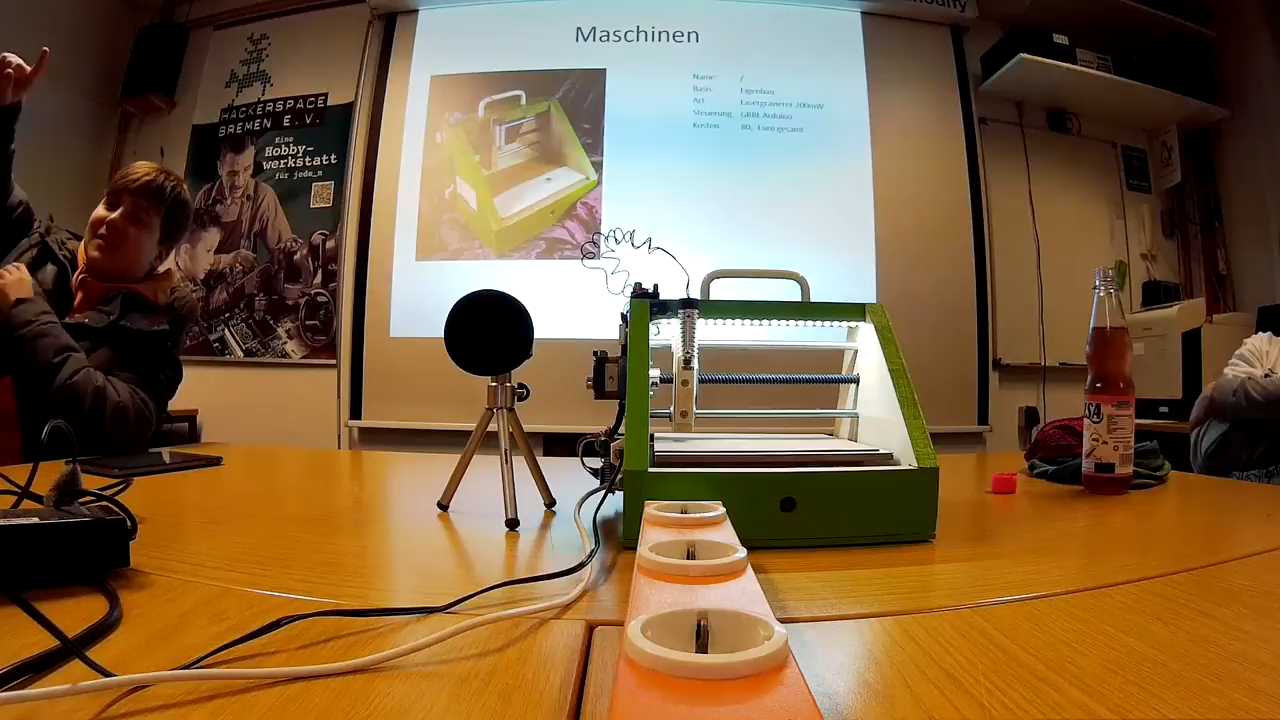 Maschinen
Name: /
Basis: Eigenbau
Art: Lasergravierer 200mW
Steuerung: GRBL Arduino
Kosten: 80,- Euro gesamt
HACKERSPACE
BREMEN E.V.
Eine
Hobby-
werkstatt
für jede_n